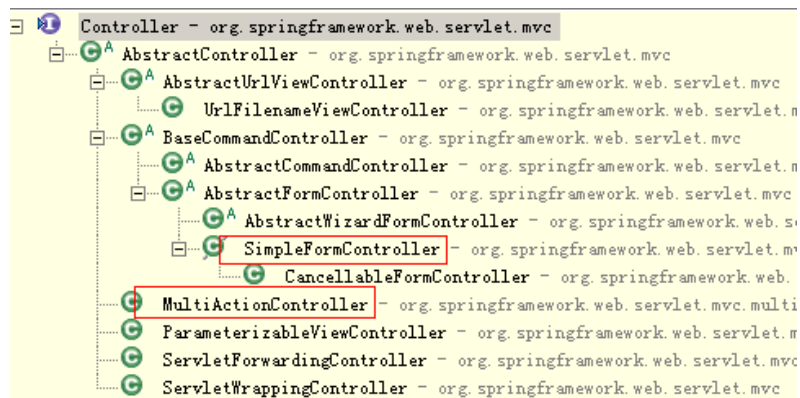 Controller - org.springframework.web.servlet.mvc
AbstractController - org.springframework.web.servlet.mvc
AbstractUrlViewController - org.springframework.web.servlet.mvc
UrlFilenameViewController - org.springframework.web.servlet.m
BaseCommandController - org.springframework.web.servlet.mvc
AbstractCommandController - org.springframework.web.servlet.m
AbstractFormController - org.springframework.web.servlet.mvc
AbstractWizardFormController - org.springframework.web.s
SimpleFormController - org.springframework.web.servlet.mv
CancellableFormController - org.springframework.web.
MultiActionController - org.springframework.web.servlet.mvc.multi
ParameterizableViewController - org.springframework.web.servlet.m
ServletForwardingController - org.springframework.web.servlet.mvc
ServletWrappingController - org.springframework.web.servlet.mvc